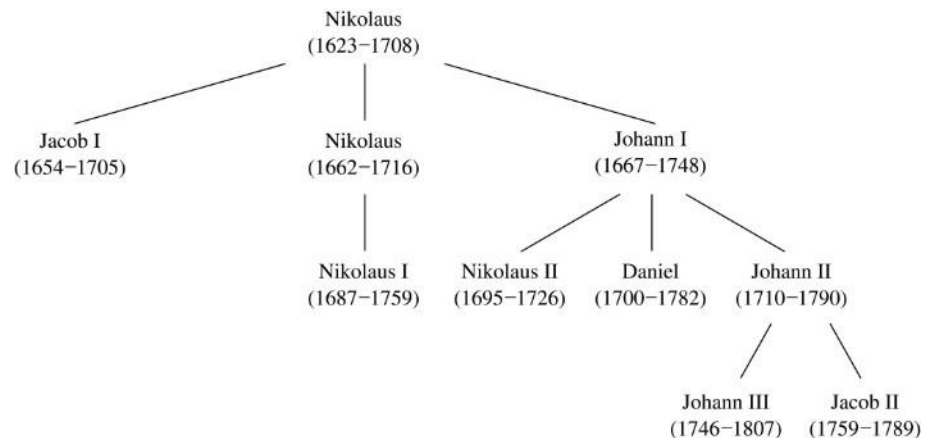 Nikolaus
(1623−1708)
Jacob I
(1654−1705)
Nikolaus
(1662−1716)
Johann I
(1667−1748)
Nikolaus I
(1687−1759)
Nikolaus II
(1695−1726)
Daniel
(1700−1782)
Johann II
(1710−1790)
Johann III
(1746−1807)
Jacob II
(1759−1789)